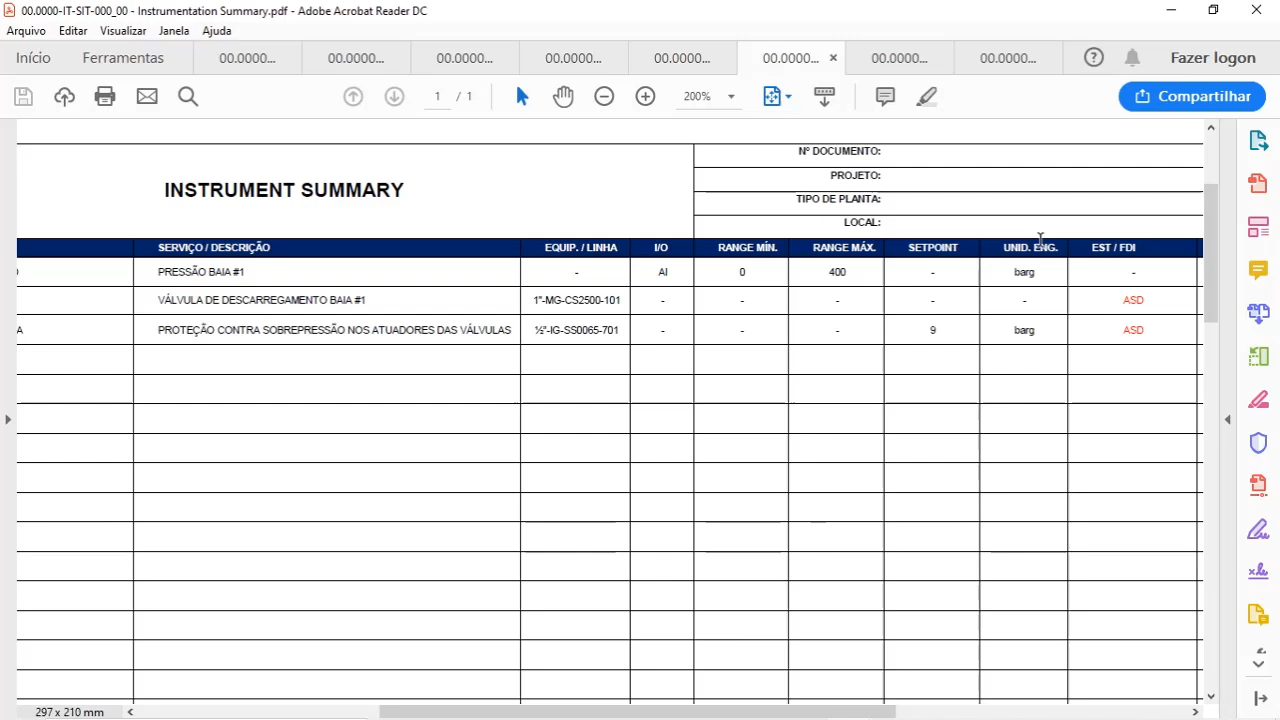 00.0000-IT-SIT-000_00 - Instrumentation Summary.pdf - Adobe Acrobat Reader DC
Arquivo Editar Visualizar Janela Ajuda
Início Ferramentas 00.0000... 00.0000... 00.0000... 00.0000... 00.0000... 00.0000... × 00.0000... 00.0000... Fazer logon
1 / 1 200% Compartilhar
INSTRUMENT SUMMARY
Nº DOCUMENTO:
PROJETO:
TIPO DE PLANTA:
LOCAL:
SERVIÇO / DESCRIÇÃO EQUIP. / LINHA I/O RANGE MÍN. RANGE MÁX. SETPOINT UNID. ENG. EST / FDI
PRESSÃO BAIA #1 - AI 0 400 - barg -
VÁLVULA DE DESCARREGAMENTO BAIA #1 1"-MG-CS2500-101 - - - - - ASD
A PROTEÇÃO CONTRA SOBREPRESSÃO NOS ATUADORES DAS VÁLVULAS ½"-IG-SS0065-701 - - - 9 barg ASD
297 x 210 mm